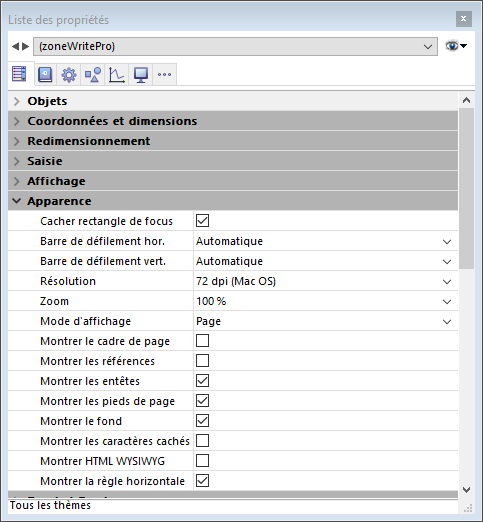 Liste des propriétés
(zoneWritePro)
Objets
Coordonnées et dimensions
Redimensionnement
Saisie
Affichage
Apparence
Cacher rectangle de focus
Barre de défilement hor. Automatique
Barre de défilement vert. Automatique
Résolution 72 dpi (Mac OS)
Zoom 100 %
Mode d'affichage Page
Montrer le cadre de page
Montrer les références
Montrer les entêtes
Montrer les pieds de page
Montrer le fond
Montrer les caractères cachés
Montrer HTML WYSIWYG
Montrer la règle horizontale
Tous les thèmes